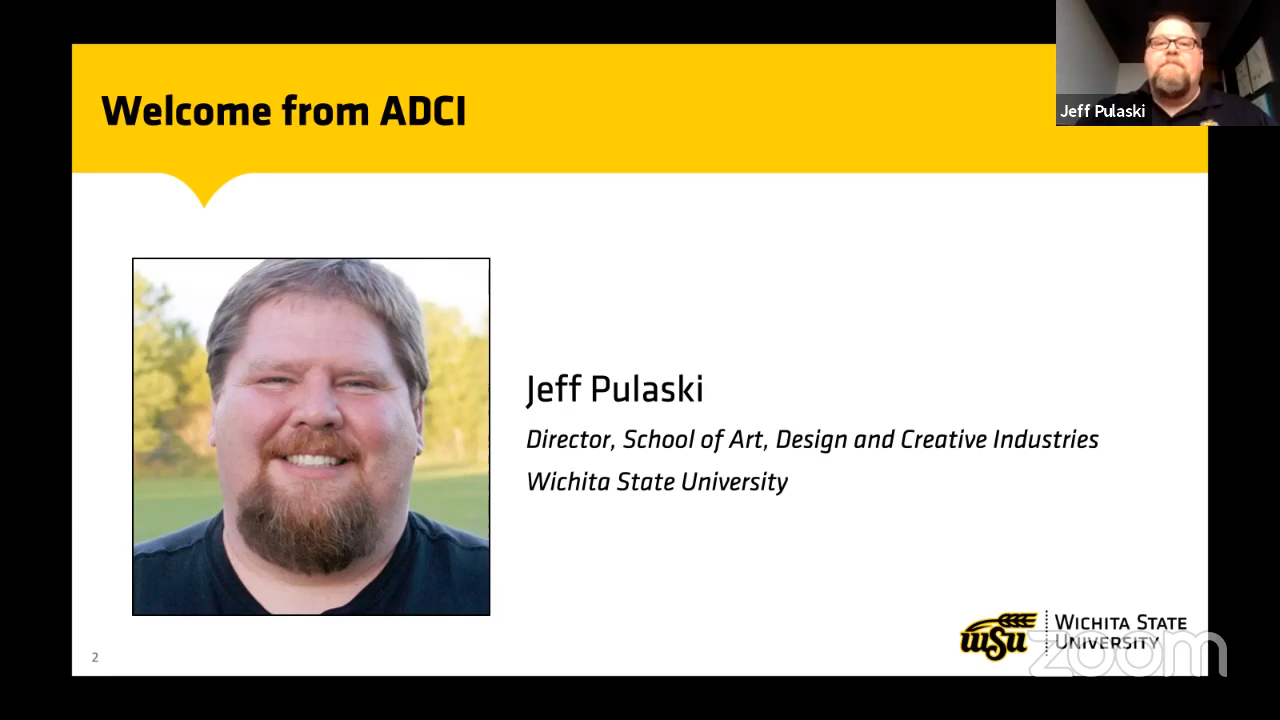 Welcome from ADCI
Jeff Pulaski
Jeff Pulaski
Director, School of Art, Design and Creative Industries
Wichita State University
wsu
WICHITA STATE
UNIVERSITY
zoom
2